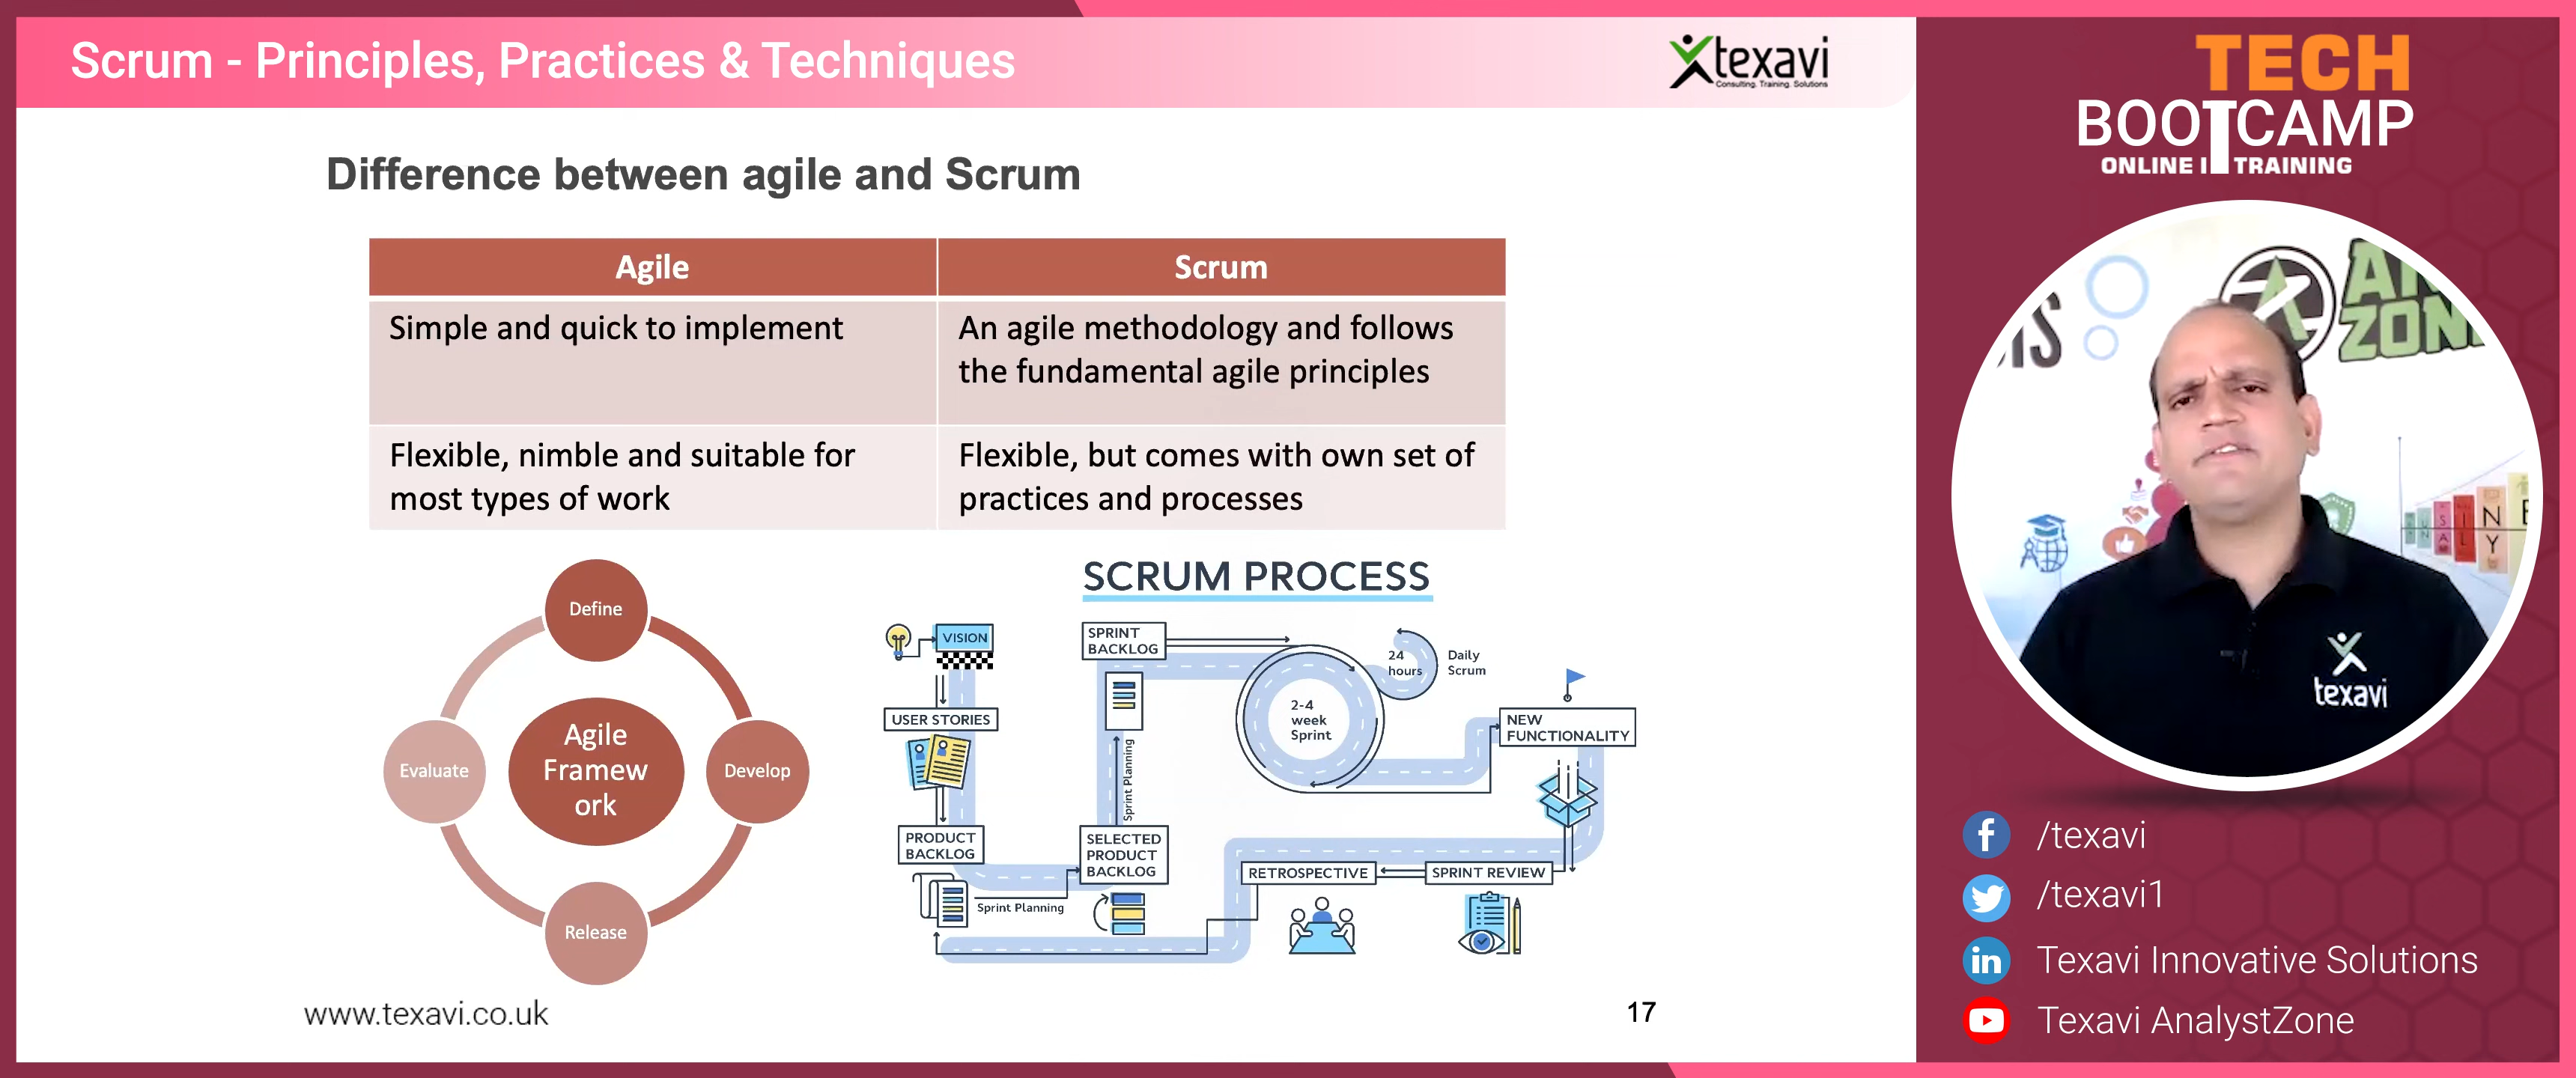 Scrum - Principles, Practices & Techniques
texavi
Consulting. Training. Solutions
TECH
BOOTCAMP
ONLINE IT TRAINING
Difference between agile and Scrum
Agile
Scrum
Simple and quick to implement
An agile methodology and follows
the fundamental agile principles
Flexible, nimble and suitable for
most types of work
Flexible, but comes with own set of
practices and processes
Define
Develop
Release
Evaluate
Agile
Framew
ork
SCRUM PROCESS
VISION
USER STORIES
PRODUCT
BACKLOG
Sprint Planning
SELECTED
PRODUCT
BACKLOG
Sprint Planning
SPRINT
BACKLOG
2-4
week
Sprint
24
hours
Daily
Scrum
NEW
FUNCTIONALITY
SPRINT REVIEW
RETROSPECTIVE
www.texavi.co.uk
17
ZON
texavi
/texavi
/texavi1
Texavi Innovative Solutions
Texavi AnalystZone